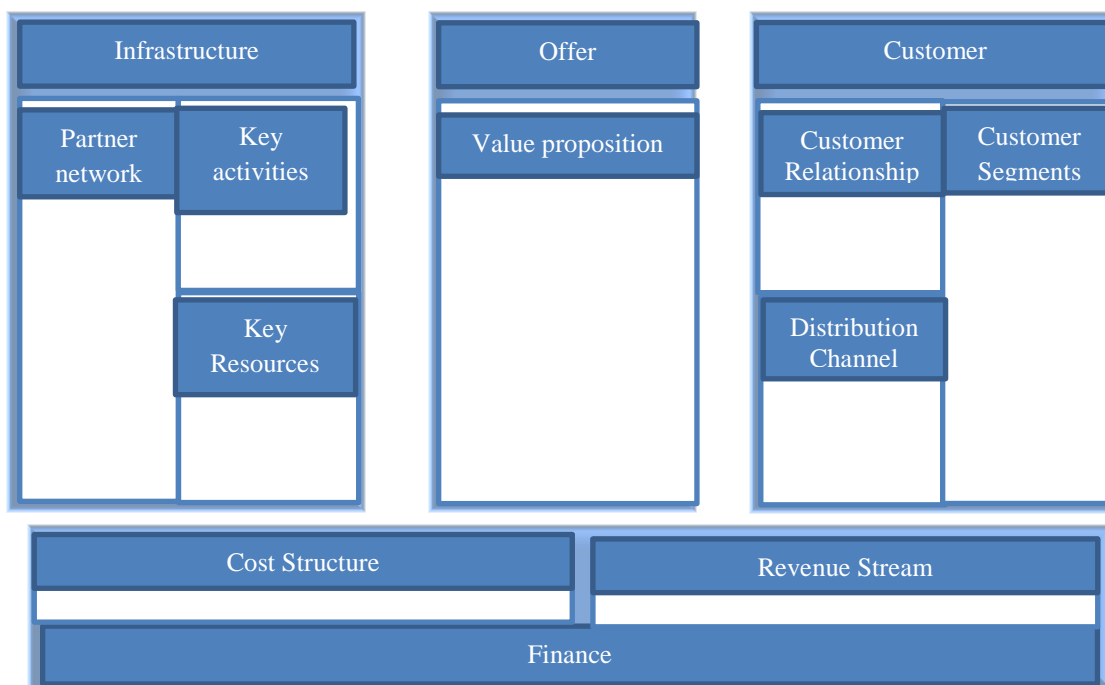 Infrastructure
Offer
Customer
Partner
network
Key
activities
Value proposition
Customer
Relationship
Customer
Segments
Key
Resources
Distribution
Channel
Cost Structure
Revenue Stream
Finance